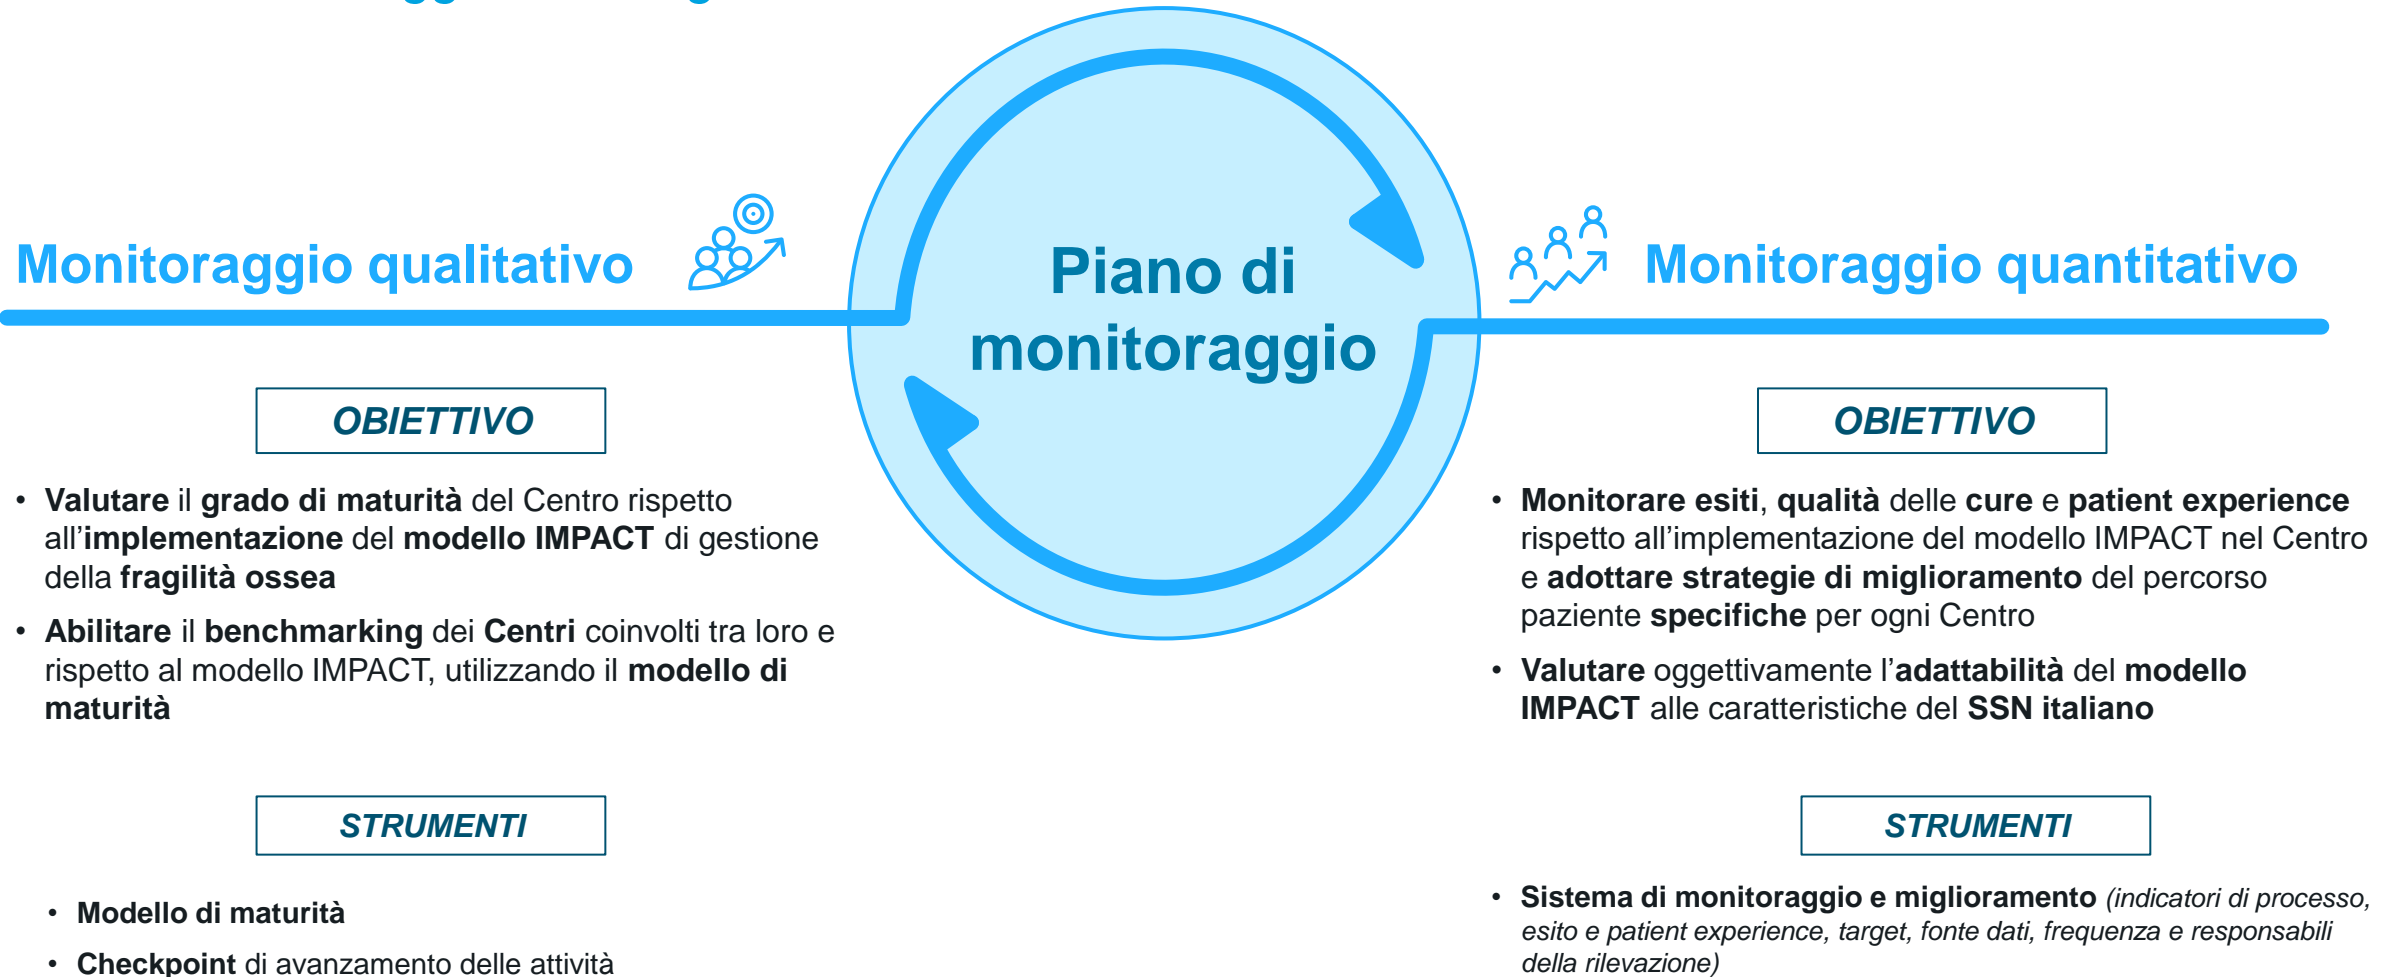 Monitoraggio qualitativo
Piano di
monitoraggio
Monitoraggio quantitativo
OBIETTIVO
• Valutare il grado di maturità del Centro rispetto
all’implementazione del modello IMPACT di gestione
della fragilità ossea
• Abilitare il benchmarking dei Centri coinvolti tra loro e
rispetto al modello IMPACT, utilizzando il modello di
maturità
STRUMENTI
• Modello di maturità
• Checkpoint di avanzamento delle attività
OBIETTIVO
• Monitorare esiti, qualità delle cure e patient experience
rispetto all’implementazione del modello IMPACT nel Centro
e adottare strategie di miglioramento del percorso
paziente specifiche per ogni Centro
• Valutare oggettivamente l’adattabilità del modello
IMPACT alle caratteristiche del SSN italiano
STRUMENTI
• Sistema di monitoraggio e miglioramento (indicatori di processo,
esito e patient experience, target, fonte dati, frequenza e responsabili
della rilevazione)